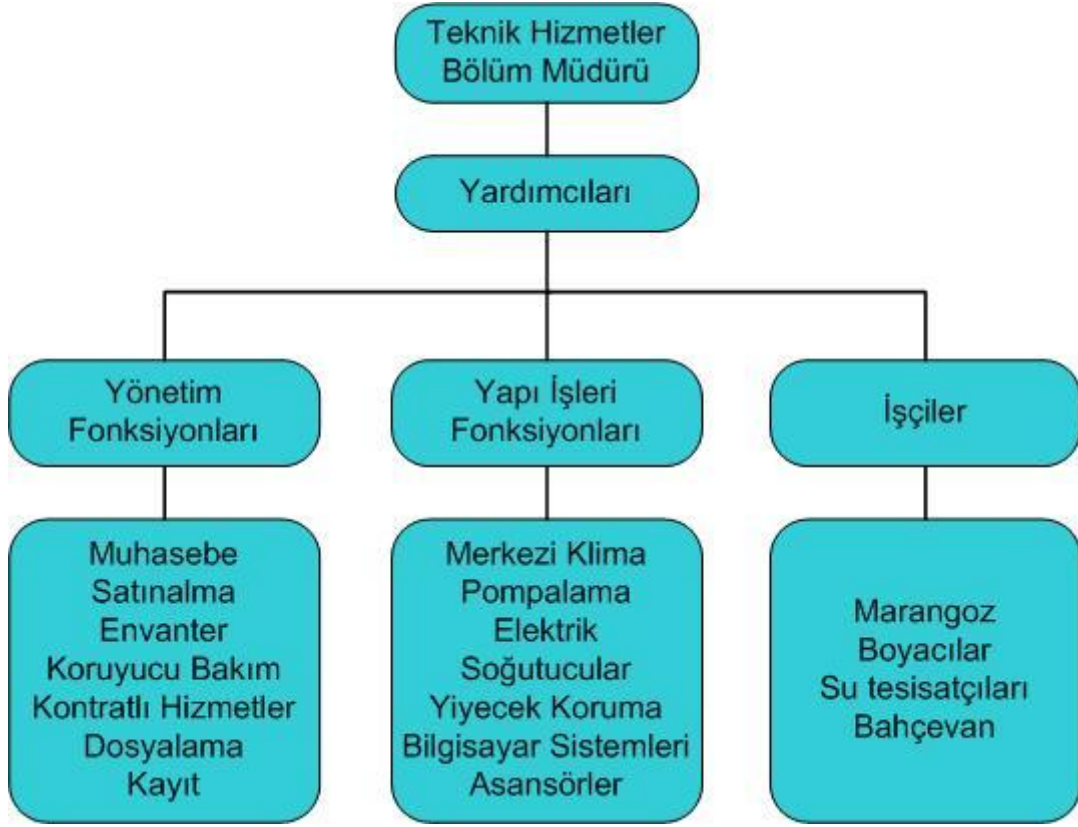 Teknik Hizmetler
Bölüm Müdürü
Yardımcıları
Yönetim
Fonksiyonları
Yapı İşleri
Fonksiyonları
İşçiler
Muhasebe
Satınalma
Envanter
Koruyucu Bakım
Kontratlı Hizmetler
Dosyalama
Kayıt
Merkezi Klima
Pompalama
Elektrik
Soğutucular
Yiyecek Koruma
Bilgisayar Sistemleri
Asansörler
Marangoz
Boyacılar
Su tesisatçıları
Bahçevan